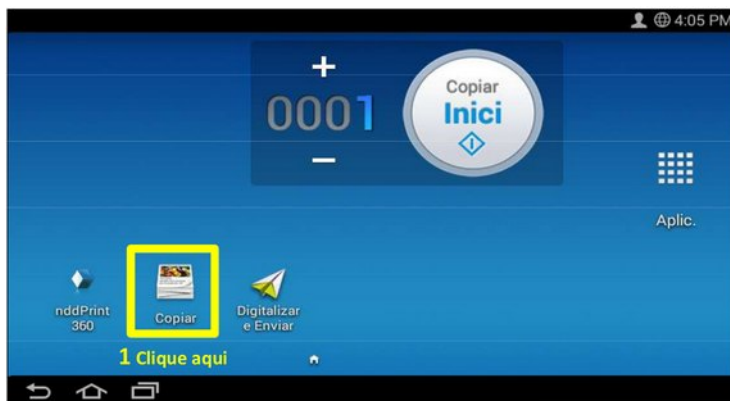 4:05 PM
+
0001
−
Copiar
Inici
Aplic.
nddPrint
360
Copiar
Digitalizar
e Enviar
1 Clique aqui